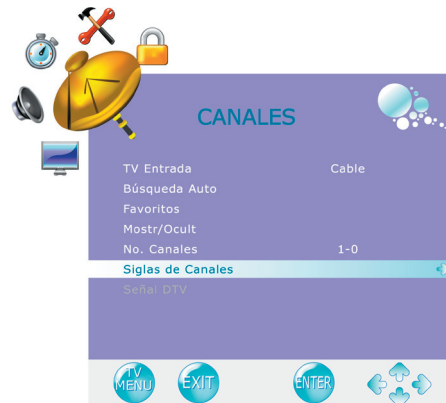 CANALES
TV Entrada Cable
Búsqueda Auto
Favoritos
Mostr/Ocult
No. Canales 1-0
Siglas de Canales
Señal DTV
TV MENU EXIT ENTER